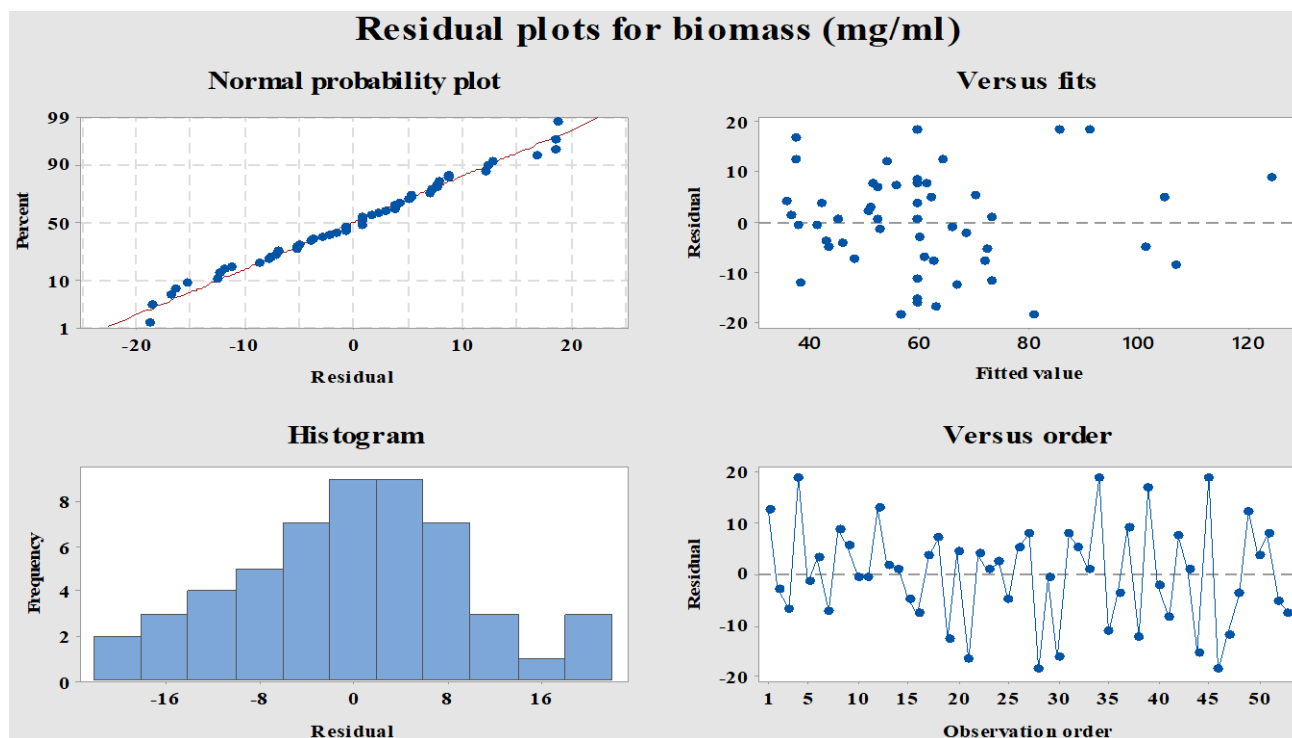 Residual plots for biomass (mg/ml)
Normal probability plot
Percent
99
90
50
10
1
-20 -10 0 10 20
Residual
Versus fits
Residual
20
10
0
-10
-20
40 60 80 100 120
Fitted value
Histogram
Frequency
8
6
4
2
0
-16 -8 0 8 16
Residual
Versus order
Residual
20
10
0
-10
-20
1 5 10 15 20 25 30 35 40 45 50
Observation order